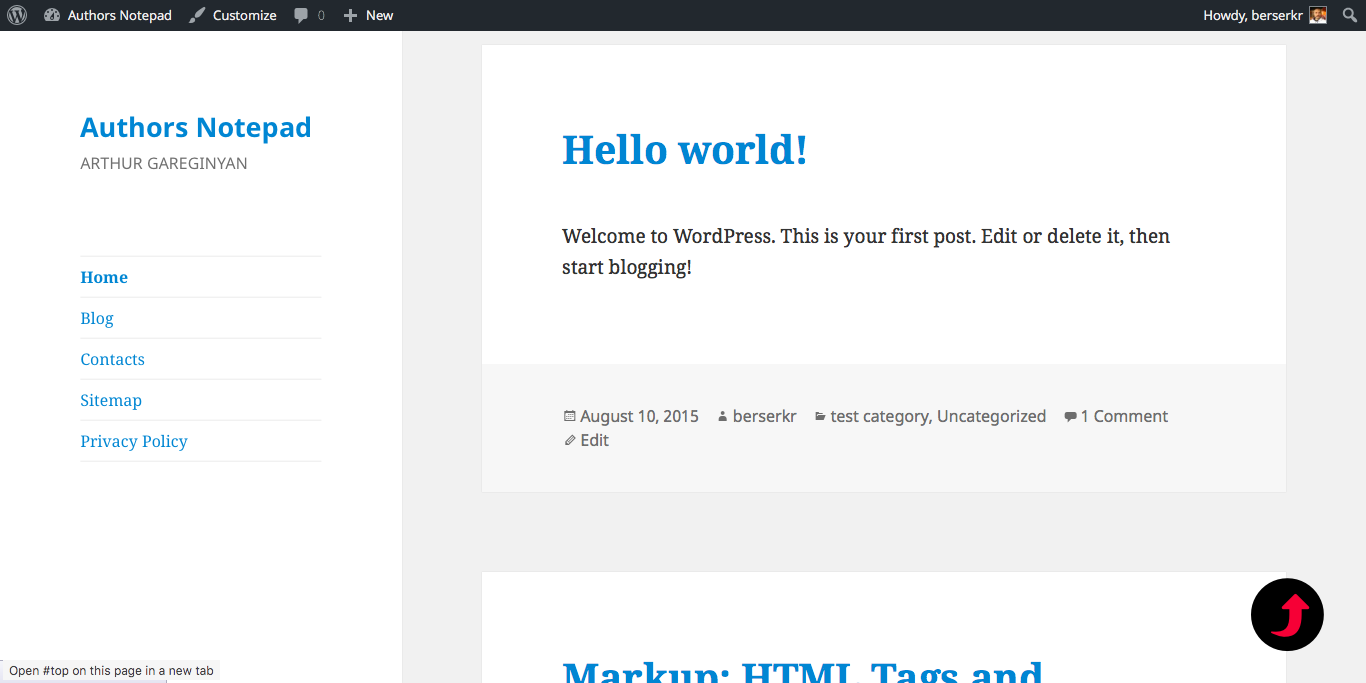 Authors Notepad Customize 0 New Howdy, berserkr
Authors Notepad
ARTHUR GAREGINYAN
Home
Blog
Contacts
Sitemap
Privacy Policy
Hello world!
Welcome to WordPress. This is your first post. Edit or delete it, then
start blogging!
August 10, 2015 berserkr test category, Uncategorized 1 Comment
Edit
Markup: HTML Tags and
Open #top on this page in a new tab